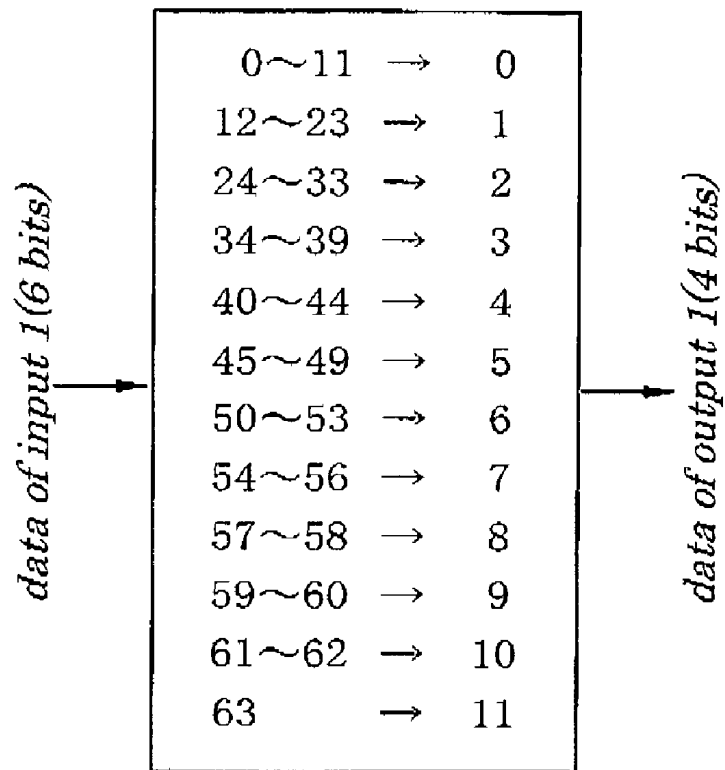 data of input 1(6 bits)
0~11 → 0
12~23 → 1
24~33 → 2
34~39 → 3
40~44 → 4
45~49 → 5
50~53 → 6
54~56 → 7
57~58 → 8
59~60 → 9
61~62 → 10
63 → 11
data of output 1(4 bits)